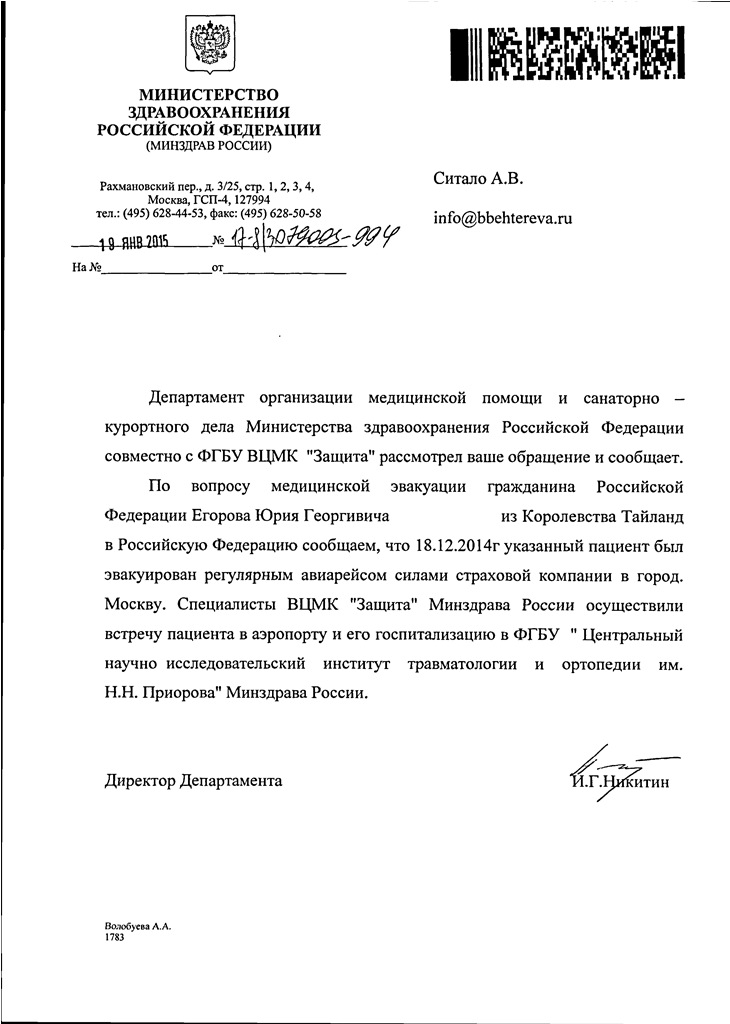 МИНИСТЕРСТВО
ЗДРАВООХРАНЕНИЯ
РОССИЙСКОЙ ФЕДЕРАЦИИ
(МИНЗДРАВ РОССИИ)
Рахмановский пер., д. 3/25, стр. 1, 2, 3, 4,
Москва, ГСП-4, 127994
тел.: (495) 628-44-53, факс: (495) 628-50-58
19 ЯНВ 2015 № 17-8/3079003-994
На №____________от____________
Ситало А.В.
info@bbehtereva.ru
Департамент организации медицинской помощи и санаторно –
курортного дела Министерства здравоохранения Российской Федерации
совместно с ФГБУ ВЦМК "Защита" рассмотрел ваше обращение и сообщает.
По вопросу медицинской эвакуации гражданина Российской
Федерации Егорова Юрия Георгивича из Королевства Тайланд
в Российскую Федерацию сообщаем, что 18.12.2014г указанный пациент был
эвакуирован регулярным авиарейсом силами страховой компании в город.
Москву. Специалисты ВЦМК "Защита" Минздрава России осуществили
встречу пациента в аэропорту и его госпитализацию в ФГБУ " Центральный
научно исследовательский институт травматологии и ортопедии им.
Н.Н. Приорова" Минздрава России.
Директор Департамента И.Г.Никитин
Волобуева А.А.
1783